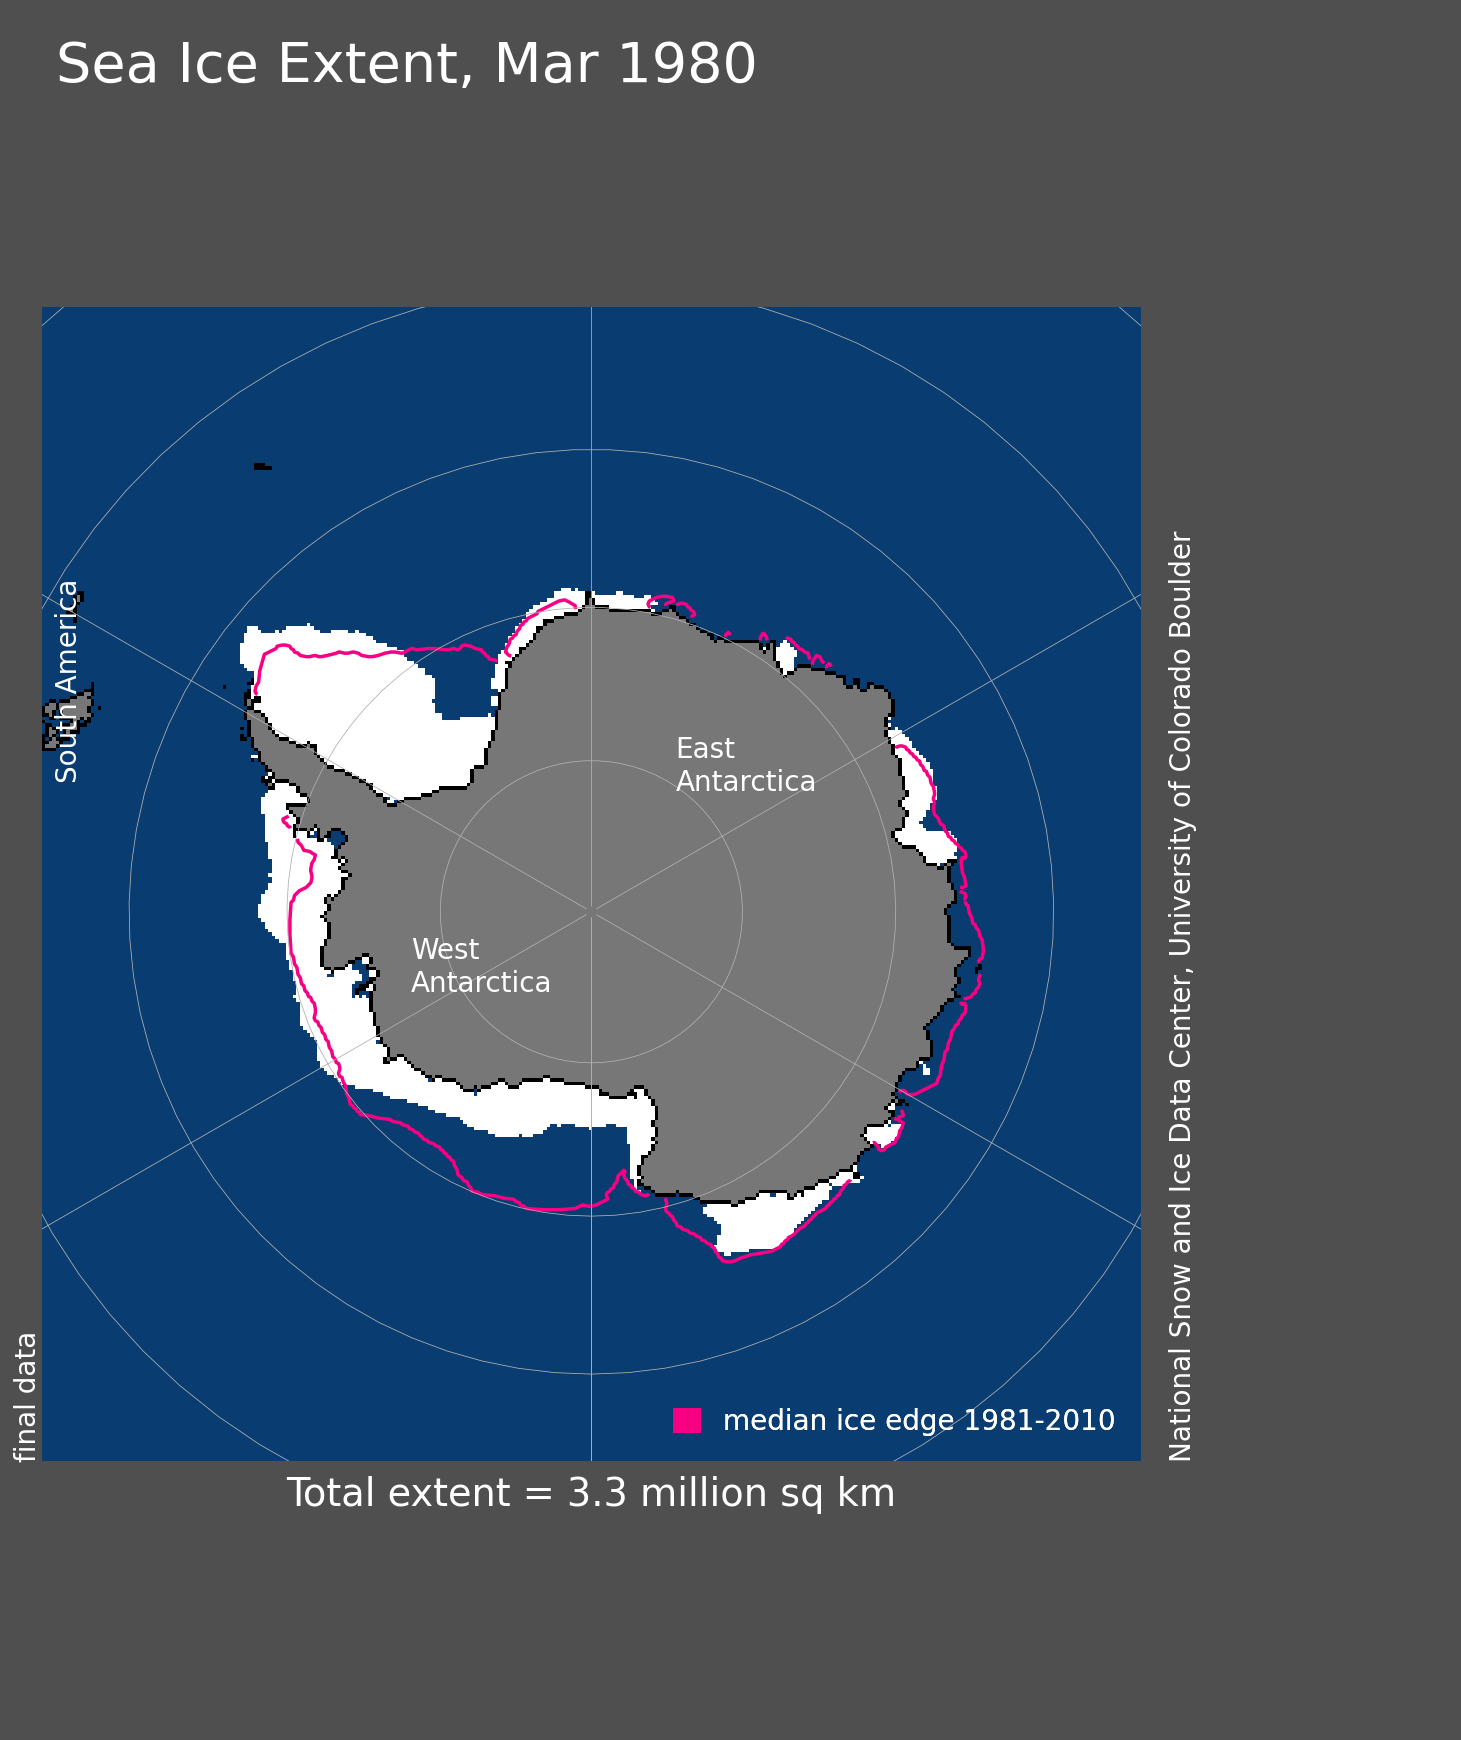 Sea Ice Extent, Mar 1980
South America
East
Antarctica
West
Antarctica
median ice edge 1981-2010
final data
National Snow and Ice Data Center, University of Colorado Boulder
Total extent = 3.3 million sq km